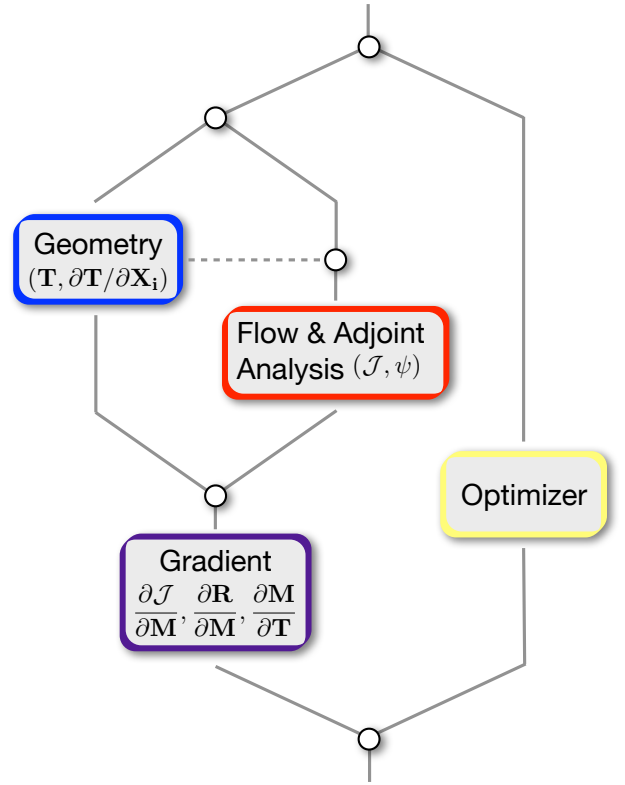 Geometry
(T, ∂T/∂Xᵢ)
Flow & Adjoint
Analysis (𝒥, ψ)
Optimizer
Gradient
∂𝒥/∂M, ∂R/∂M, ∂M/∂T